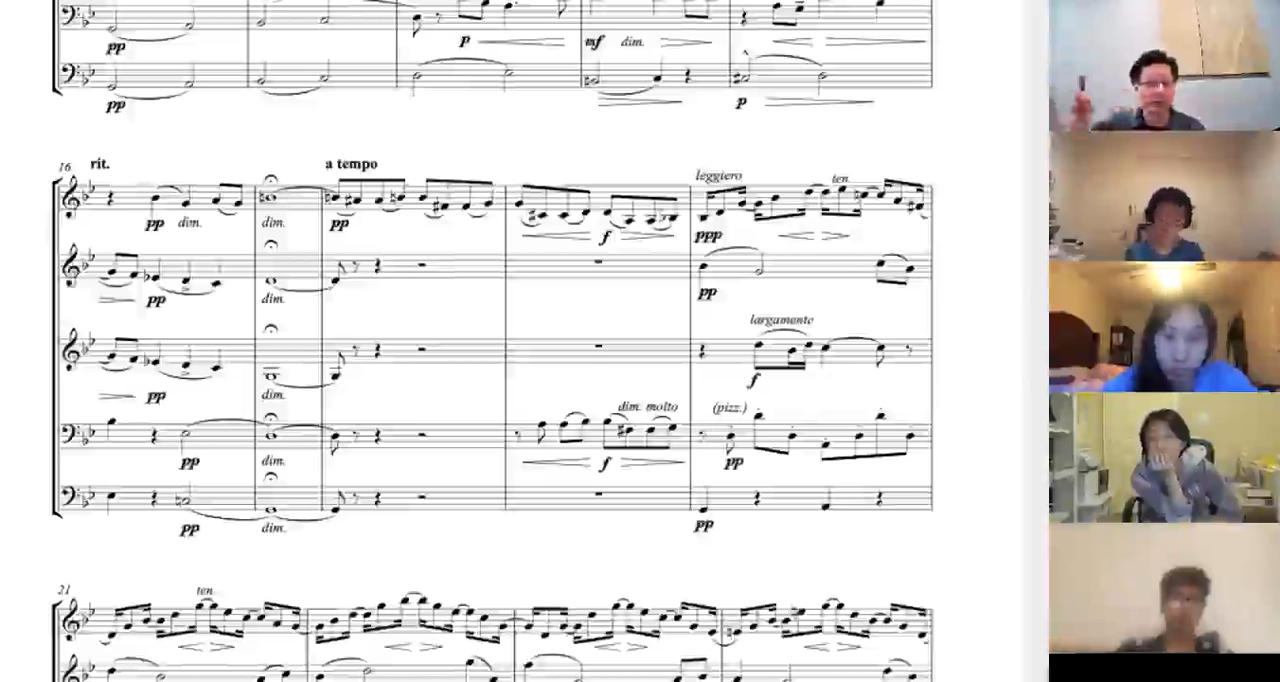 pp p mf dim.
pp p
16 rit. a tempo leggiero ten.
pp dim. dim. pp f ppp
pp dim. pp
largamente
pp dim. f
dim. molto (pizz.)
pp dim. f pp
pp dim. pp
21 ten.